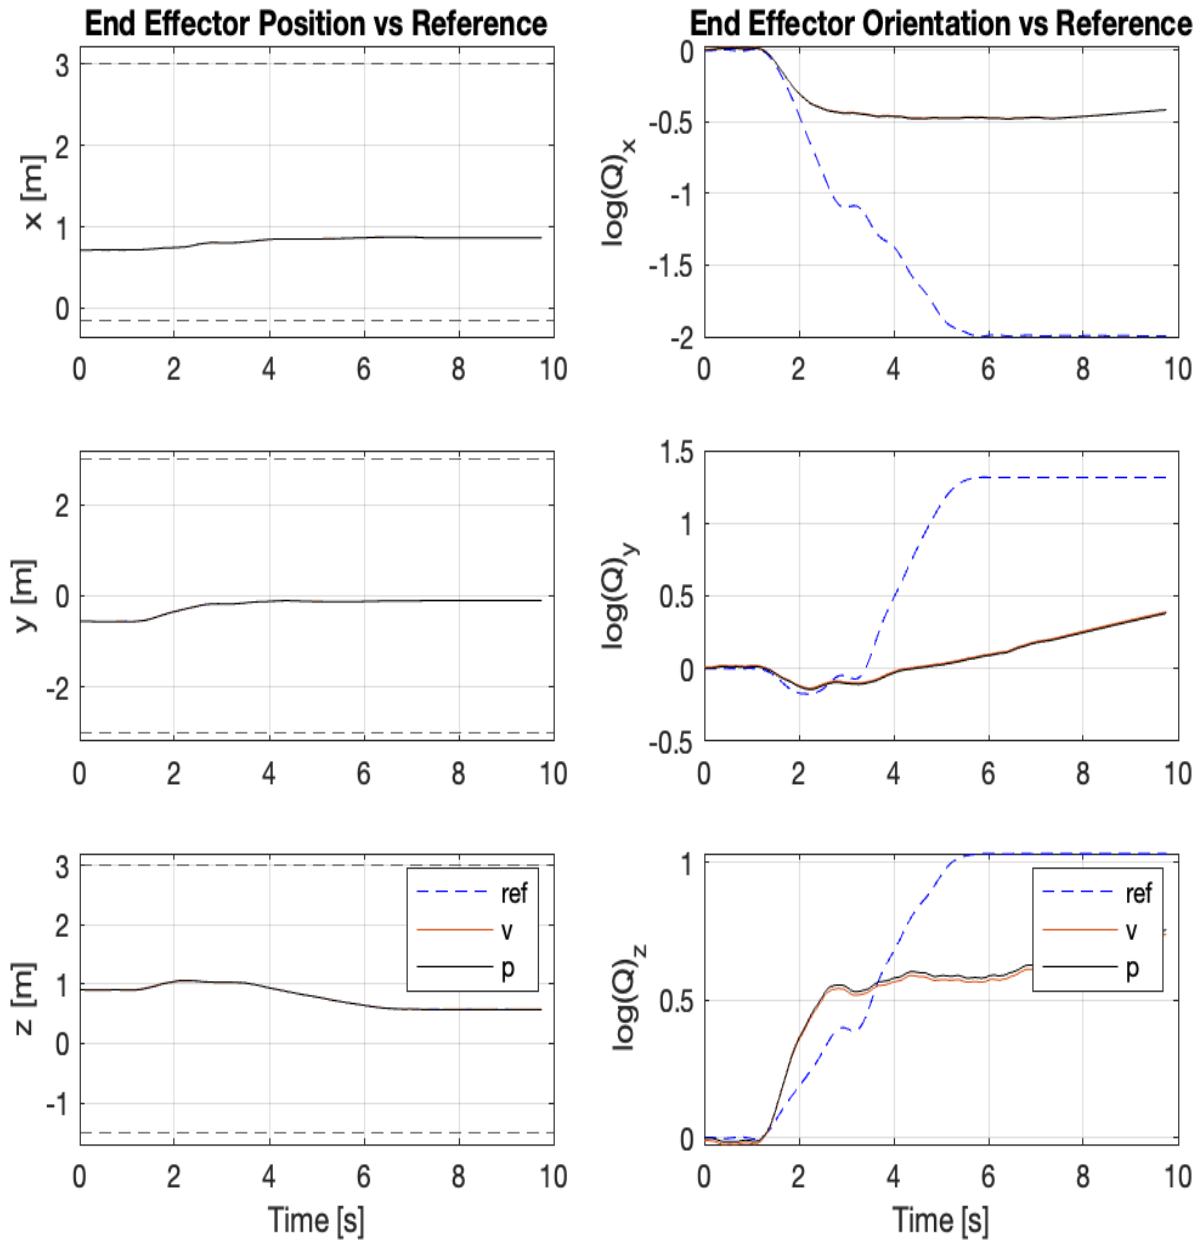 End Effector Position vs Reference
3
2
1
0
x [m]
0 2 4 6 8 10
End Effector Orientation vs Reference
0
-0.5
-1
-1.5
-2
log(Q)x
0 2 4 6 8 10
2
0
-2
y [m]
0 2 4 6 8 10
1.5
1
0.5
0
-0.5
log(Q)y
0 2 4 6 8 10
3
2
1
0
-1
z [m]
ref
v
p
0 2 4 6 8 10
Time [s]
1
0.5
0
log(Q)z
ref
v
p
0 2 4 6 8 10
Time [s]